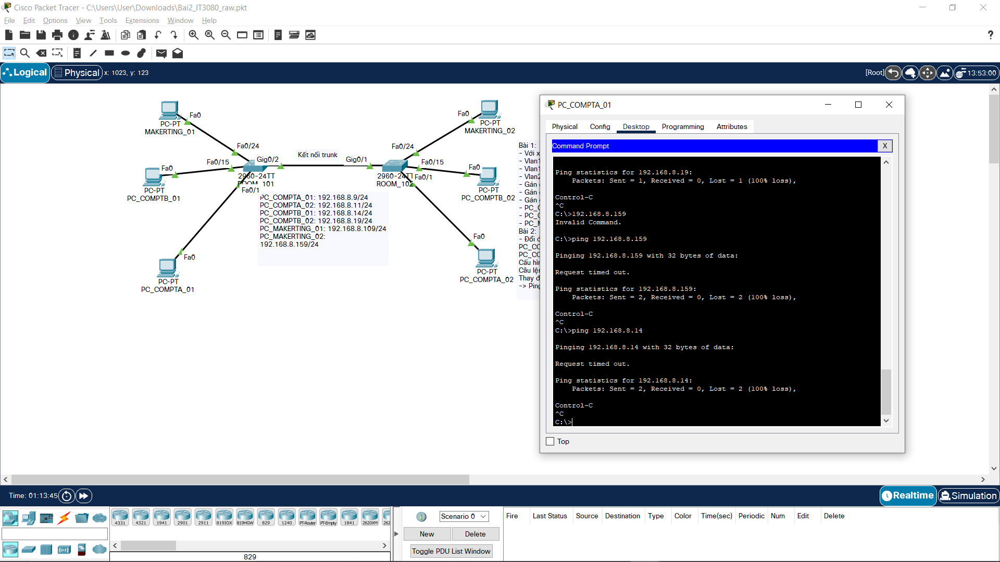 Cisco Packet Tracer - C:\Users\User\Downloads\Bai2_IT3080_raw.pkt
File Edit Options View Tools Extensions Window Help
?
Logical Physical x: 1023, y: 123
[Root] 13:53:00
Fa0
PC-PT
MAKERTING_01
Fa0/24
Fa0/15
Fa0
PC-PT
PC_COMPTB_01
Gig0/2
2960-24TT
ROOM_101
Fa0/1
Kết nối trunk
Gig0/1
Fa0
PC-PT
PC_COMPTA_01
PC_COMPTA_01: 192.168.8.9/24
PC_COMPTA_02: 192.168.8.11/24
PC_COMPTB_01: 192.168.8.14/24
PC_COMPTB_02: 192.168.8.19/24
PC_MAKERTING_01: 192.168.8.109/24
PC_MAKERTING_02:
192.168.8.159/24
Fa0
PC-PT
MAKERTING_02
Fa0/24
Fa0/15
2960-24TT
ROOM_102
Fa0/1
Fa0
PC-PT
PC_COMPTB_02
Fa0
PC-PT
PC_COMPTA_02
Bài 1:
- Với x
- Vlan1
- Vlan1
- Vlan2
- Gán
- Gán
- Gán
- PC_C
- PC_C
- PC_M
Bài 2:
- Đổi
PC_CO
PC_CO
Cấu hì
Câu lệ
Thay đ
-> Ping
PC_COMPTA_01
Physical Config Desktop Programming Attributes
Command Prompt X
Ping statistics for 192.168.8.19:
Packets: Sent = 1, Received = 0, Lost = 1 (100% loss),
Control-C
^C
C:\>192.168.8.159
Invalid Command.
C:\>ping 192.168.8.159
Pinging 192.168.8.159 with 32 bytes of data:
Request timed out.
Ping statistics for 192.168.8.159:
Packets: Sent = 2, Received = 0, Lost = 2 (100% loss),
Control-C
^C
C:\>ping 192.168.8.14
Pinging 192.168.8.14 with 32 bytes of data:
Request timed out.
Ping statistics for 192.168.8.14:
Packets: Sent = 2, Received = 0, Lost = 2 (100% loss),
Control-C
^C
C:\>
Top
Time: 01:13:45
Realtime Simulation
4331 4321 1941 2901 2911 819IOX 819HGW 829 1240 PT-Router PT-Empty 1841 2620XM 262
829
Scenario 0
New Delete
Toggle PDU List Window
Fire Last Status Source Destination Type Color Time(sec) Periodic Num Edit Delete